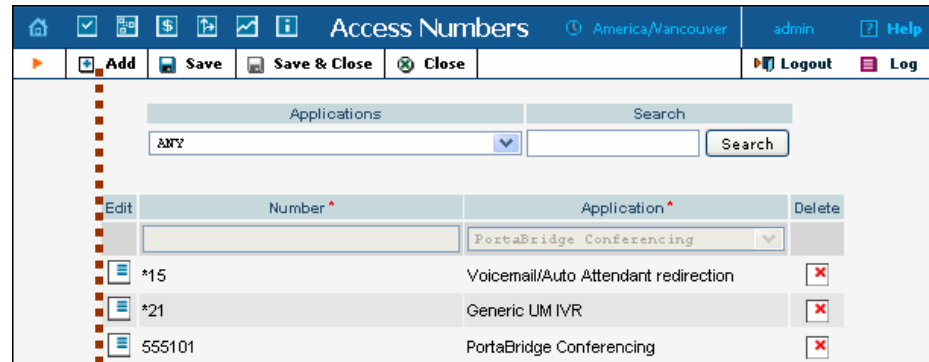 Access Numbers America/Vancouver admin ? Help
Add Save Save & Close Close Logout Log
Applications Search
ANY Search
Edit Number * Application * Delete
PortaBridge Conferencing
*15 Voicemail/Auto Attendant redirection
*21 Generic UM IVR
555101 PortaBridge Conferencing